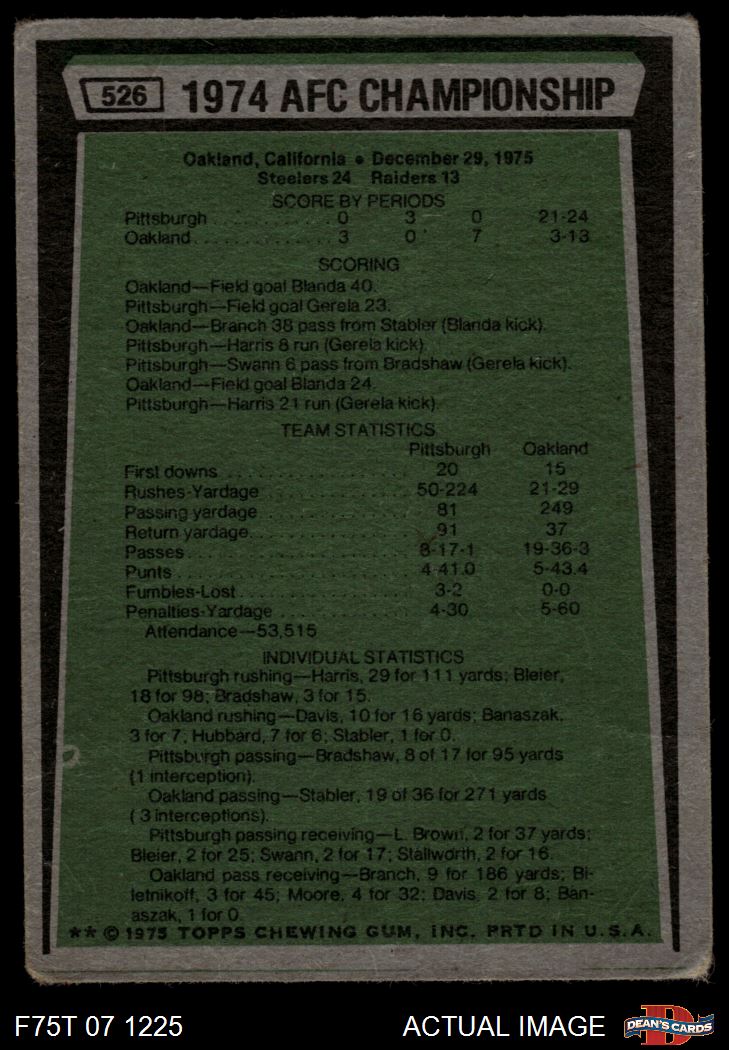 526 1974 AFC CHAMPIONSHIP
Oakland, California • December 29, 1975
Steelers 24 Raiders 13
SCORE BY PERIODS
Pittsburgh . . . . . . . . . . . 0 3 0 21-24
Oakland . . . . . . . . . . . . . 3 0 7 3-13
SCORING
Oakland—Field goal Blanda 40.
Pittsburgh—Field goal Gerela 23.
Oakland—Branch 38 pass from Stabler (Blanda kick).
Pittsburgh—Harris 8 run (Gerela kick).
Pittsburgh—Swann 6 pass from Bradshaw (Gerela kick).
Oakland—Field goal Blanda 24.
Pittsburgh—Harris 21 run (Gerela kick).
TEAM STATISTICS
Pittsburgh Oakland
First downs . . . . . . . . . . . . . . . . . 20 15
Rushes-Yardage . . . . . . . . . . . . . 50-224 21-29
Passing yardage . . . . . . . . . . . . . 81 249
Return yardage. . . . . . . . . . . . . . 91 37
Passes . . . . . . . . . . . . . . . . . . . . 8-17-1 19-36-3
Punts . . . . . . . . . . . . . . . . . . . . . 4-41.0 5-43.4
Fumbles-Lost . . . . . . . . . . . . . . . 3-2 0-0
Penalties-Yardage . . . . . . . . . . . 4-30 5-60
Attendance—53,515
INDIVIDUAL STATISTICS
Pittsburgh rushing—Harris, 29 for 111 yards; Bleier,
18 for 98; Bradshaw, 3 for 15.
Oakland rushing—Davis, 10 for 16 yards; Banaszak,
3 for 7; Hubbard, 7 for 6; Stabler, 1 for 0.
Pittsburgh passing—Bradshaw, 8 of 17 for 95 yards
(1 interception).
Oakland passing—Stabler, 19 of 36 for 271 yards
( 3 interceptions).
Pittsburgh passing receiving—L. Brown, 2 for 37 yards;
Bleier, 2 for 25; Swann, 2 for 17; Stallworth, 2 for 16.
Oakland pass receiving—Branch, 9 for 186 yards; Bi-
letnikoff, 3 for 45; Moore, 4 for 32; Davis, 2 for 8; Ban-
aszak, 1 for 0.
** © 1975 TOPPS CHEWING GUM, INC. PRTD IN U.S.A.
F75T 07 1225 ACTUAL IMAGE DEAN'S CARDS